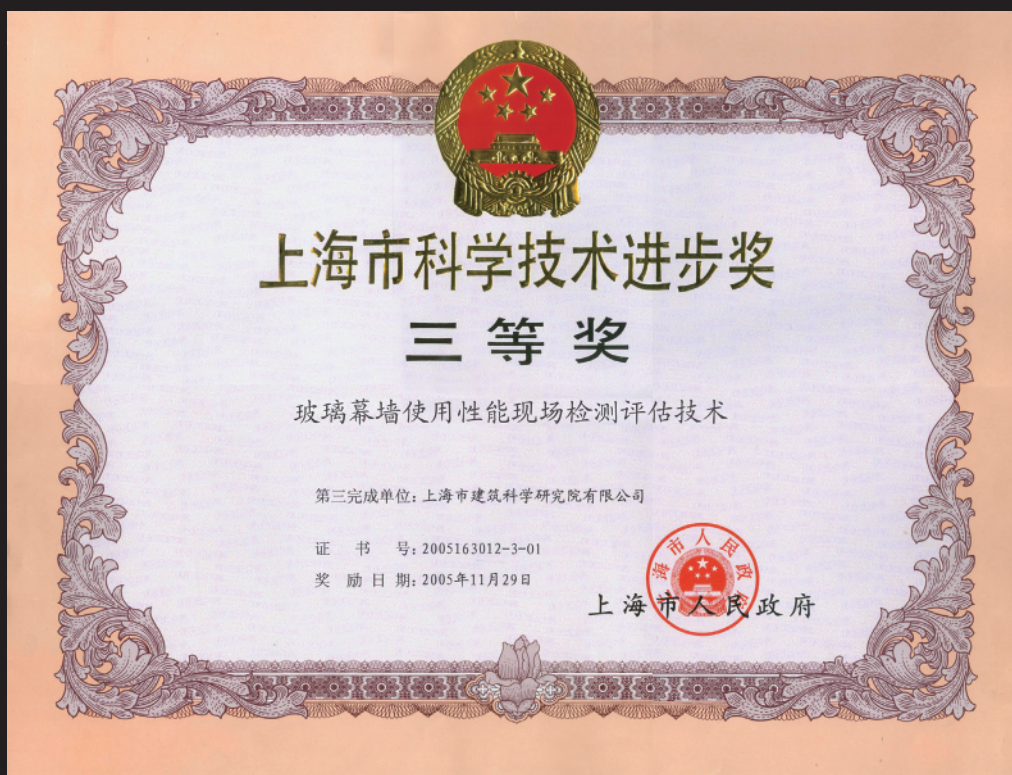 上海市科学技术进步奖
三等奖
玻璃幕墙使用性能现场检测评估技术
第三完成单位：上海市建筑科学研究院有限公司
证书号：2005163012-3-01
奖励日期：2005年11月29日
上海市人民政府
上海市人民政府